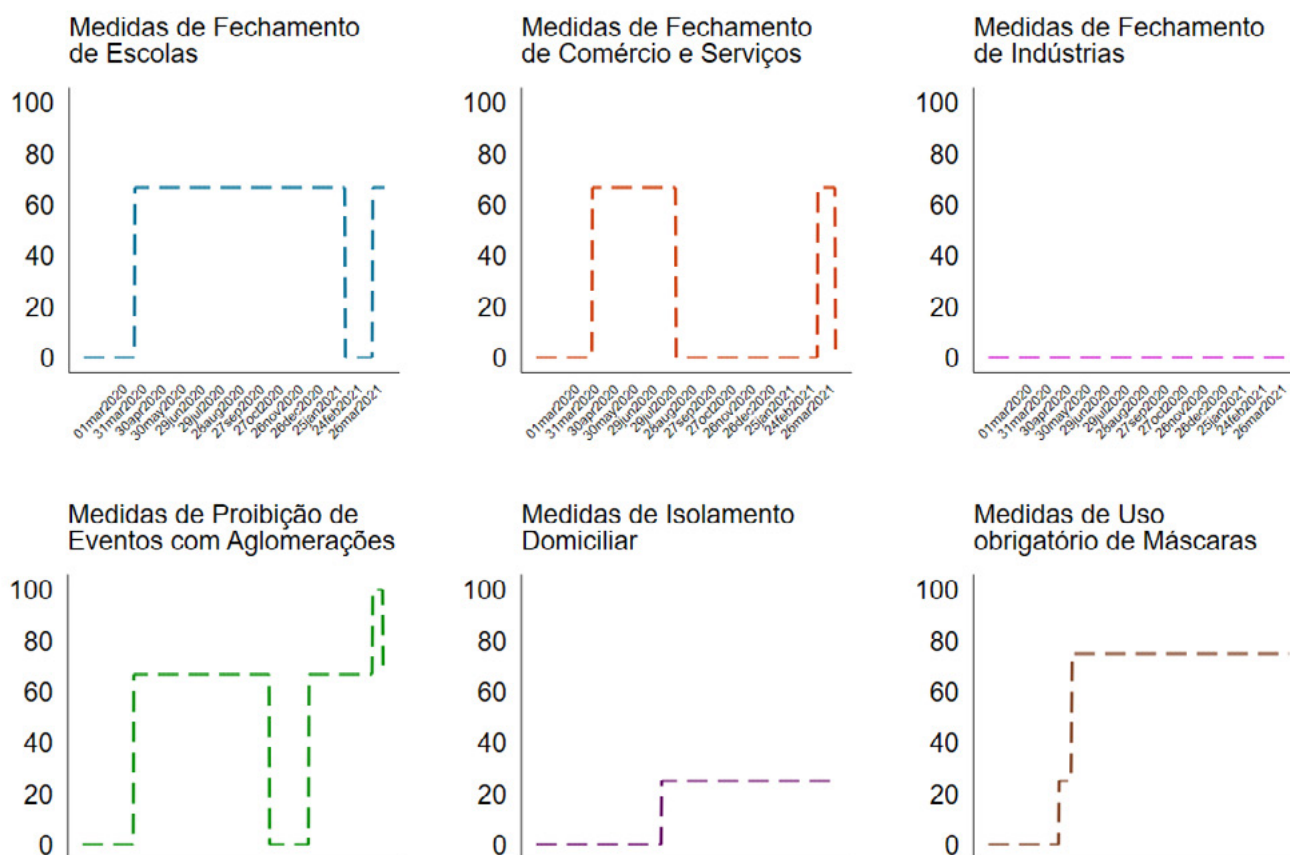 Medidas de Fechamento
de Escolas
100
80
60
40
20
0
01mar2020
31mar2020
30apr2020
30may2020
29jun2020
29jul2020
28aug2020
27sep2020
27oct2020
26nov2020
26dec2020
25jan2021
24feb2021
26mar2021
Medidas de Fechamento
de Comércio e Serviços
100
80
60
40
20
0
01mar2020
31mar2020
30apr2020
30may2020
29jun2020
29jul2020
28aug2020
27sep2020
27oct2020
26nov2020
26dec2020
25jan2021
24feb2021
26mar2021
Medidas de Fechamento
de Indústrias
100
80
60
40
20
0
01mar2020
31mar2020
30apr2020
30may2020
29jun2020
29jul2020
28aug2020
27sep2020
27oct2020
26nov2020
26dec2020
25jan2021
24feb2021
26mar2021
Medidas de Proibição de
Eventos com Aglomerações
100
80
60
40
20
0
Medidas de Isolamento
Domiciliar
100
80
60
40
20
0
Medidas de Uso
obrigatório de Máscaras
100
80
60
40
20
0